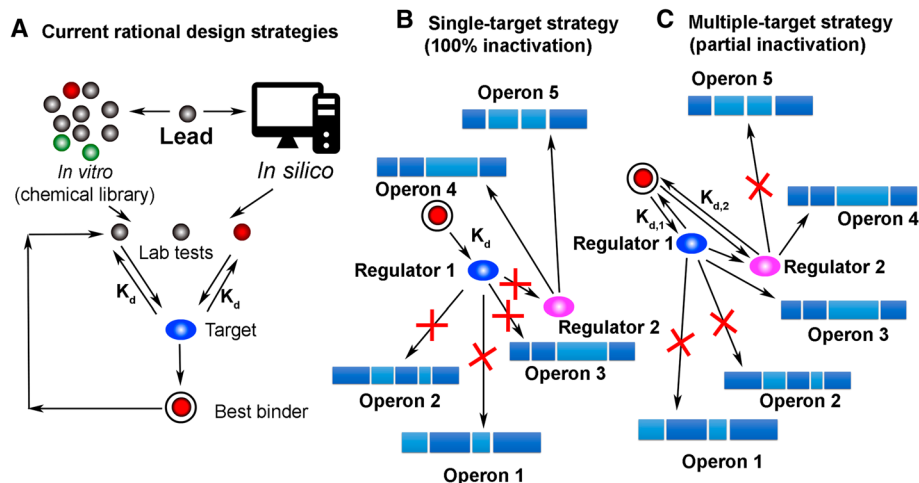 A Current rational design strategies
Lead
In vitro
(chemical library)
In silico
Lab tests
Kd
Kd
Target
Best binder
B Single-target strategy
(100% inactivation)
Operon 5
Operon 4
Kd
Regulator 1
Regulator 2
Operon 3
Operon 2
Operon 1
C Multiple-target strategy
(partial inactivation)
Operon 5
Kd,2
Kd,1
Operon 4
Regulator 1
Regulator 2
Operon 3
Operon 2
Operon 1